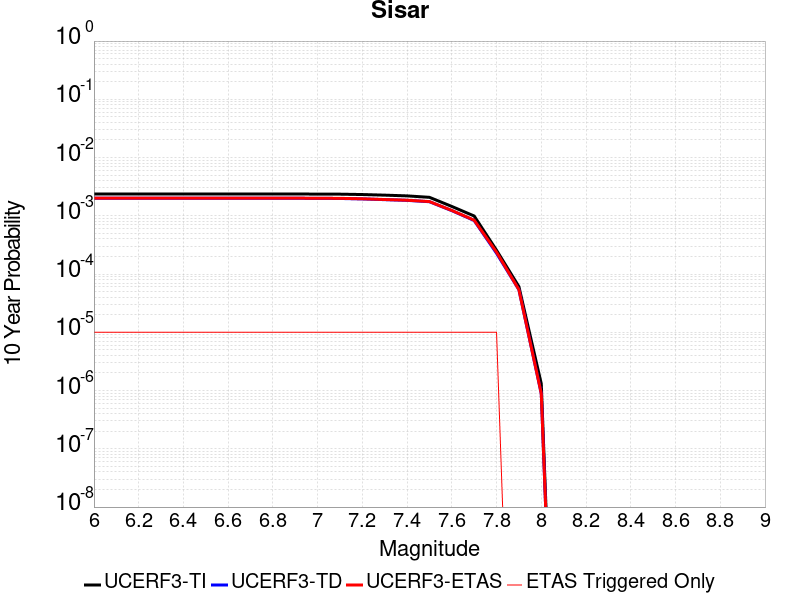 Sisar
10 Year Probability
10^0
10^-1
10^-2
10^-3
10^-4
10^-5
10^-6
10^-7
10^-8
6 6.2 6.4 6.6 6.8 7 7.2 7.4 7.6 7.8 8 8.2 8.4 8.6 8.8 9
Magnitude
UCERF3-TI UCERF3-TD UCERF3-ETAS ETAS Triggered Only